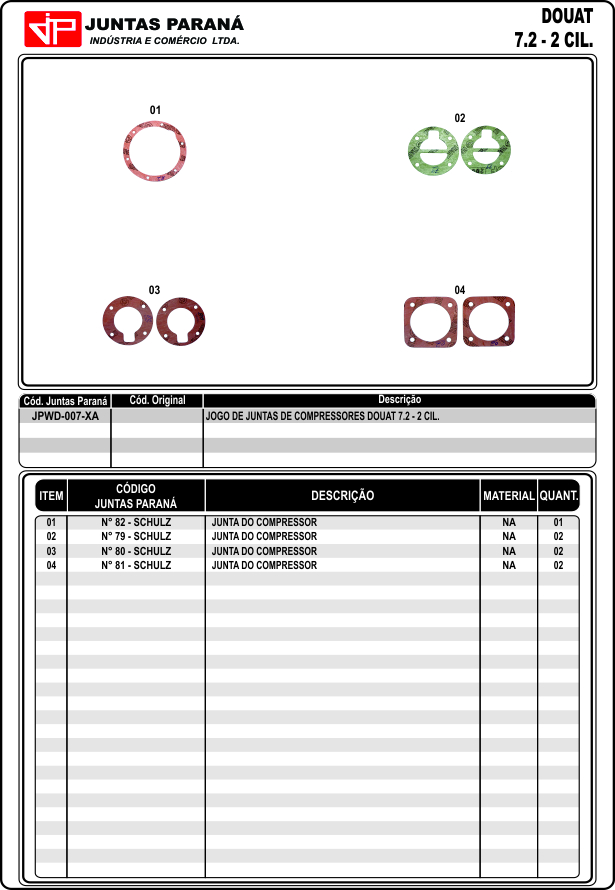 JP JUNTAS PARANÁ
INDÚSTRIA E COMÉRCIO LTDA.
DOUAT
7.2 - 2 CIL.
01
02
03
04
Cód. Juntas Paraná Cód. Original Descrição
JPWD-007-XA JOGO DE JUNTAS DE COMPRESSORES DOUAT 7.2 - 2 CIL.
ITEM CÓDIGO JUNTAS PARANÁ DESCRIÇÃO MATERIAL QUANT.
01 N° 82 - SCHULZ JUNTA DO COMPRESSOR NA 01
02 N° 79 - SCHULZ JUNTA DO COMPRESSOR NA 02
03 N° 80 - SCHULZ JUNTA DO COMPRESSOR NA 02
04 N° 81 - SCHULZ JUNTA DO COMPRESSOR NA 02